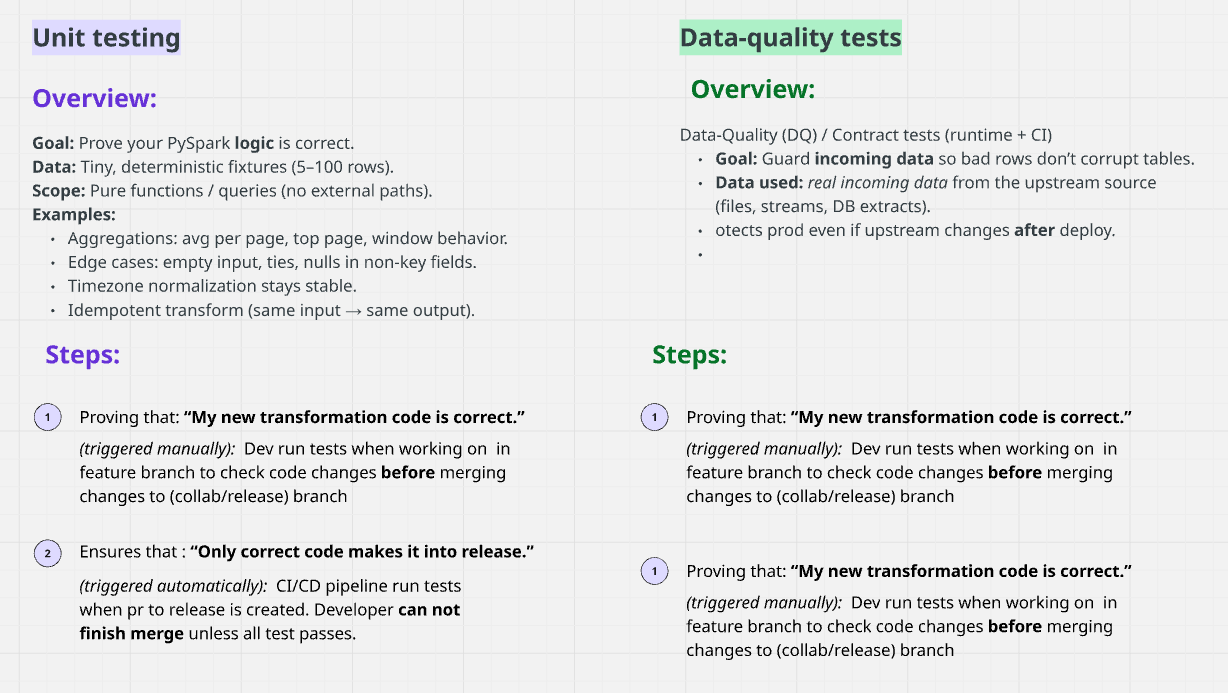 Unit testing
Overview:
Goal: Prove your PySpark logic is correct.
Data: Tiny, deterministic fixtures (5–100 rows).
Scope: Pure functions / queries (no external paths).
Examples:
• Aggregations: avg per page, top page, window behavior.
• Edge cases: empty input, ties, nulls in non-key fields.
• Timezone normalization stays stable.
• Idempotent transform (same input → same output).
Steps:
1 Proving that: “My new transformation code is correct.”
(triggered manually): Dev run tests when working on in
feature branch to check code changes before merging
changes to (collab/release) branch
2 Ensures that : “Only correct code makes it into release.”
(triggered automatically): CI/CD pipeline run tests
when pr to release is created. Developer can not
finish merge unless all test passes.
Data-quality tests
Overview:
Data-Quality (DQ) / Contract tests (runtime + CI)
• Goal: Guard incoming data so bad rows don’t corrupt tables.
• Data used: real incoming data from the upstream source
(files, streams, DB extracts).
• otects prod even if upstream changes after deploy.
•
Steps:
1 Proving that: “My new transformation code is correct.”
(triggered manually): Dev run tests when working on in
feature branch to check code changes before merging
changes to (collab/release) branch
1 Proving that: “My new transformation code is correct.”
(triggered manually): Dev run tests when working on in
feature branch to check code changes before merging
changes to (collab/release) branch